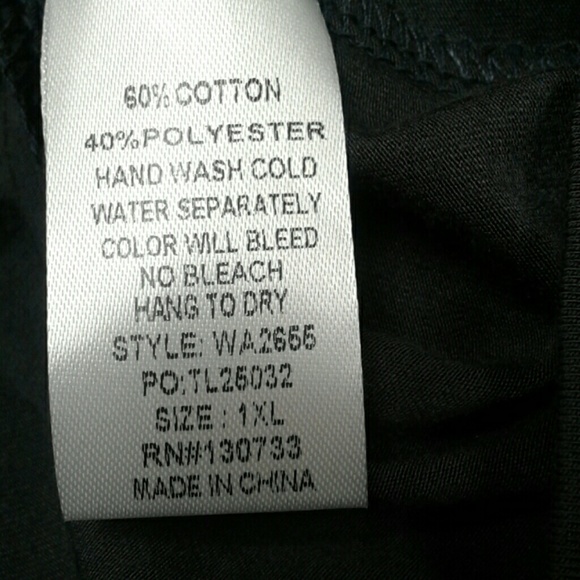 60% COTTON
40%POLYESTER
HAND WASH COLD
WATER SEPARATELY
COLOR WILL BLEED
NO BLEACH
HANG TO DRY
STYLE: WA2656
PO:TL25032
SIZE : 1XL
RN#130733
MADE IN CHINA